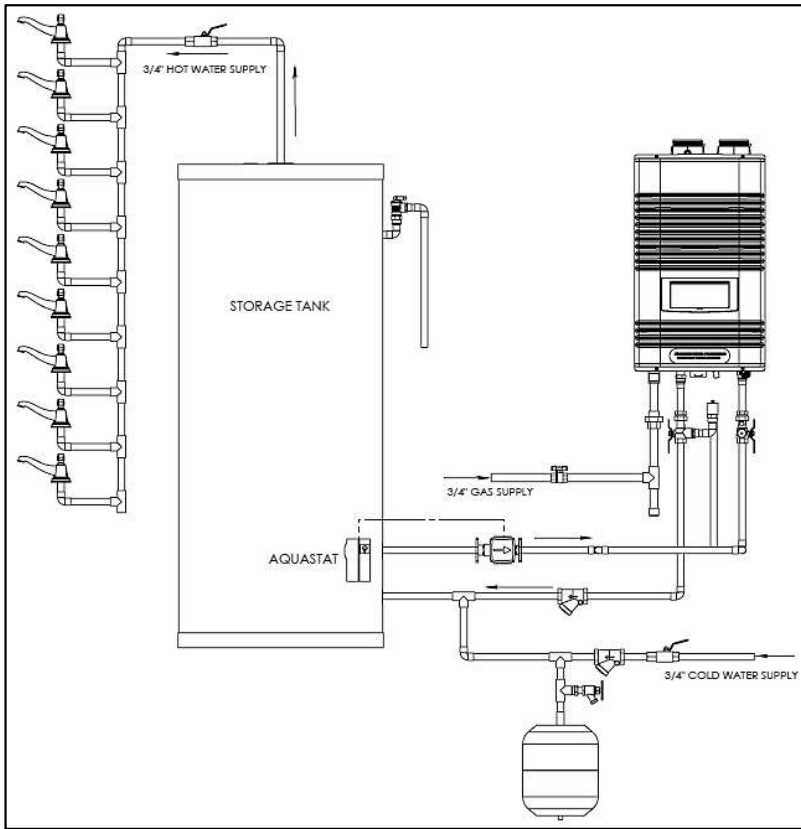 3/4" HOT WATER SUPPLY
STORAGE TANK
3/4" GAS SUPPLY
AQUASTAT
3/4" COLD WATER SUPPLY